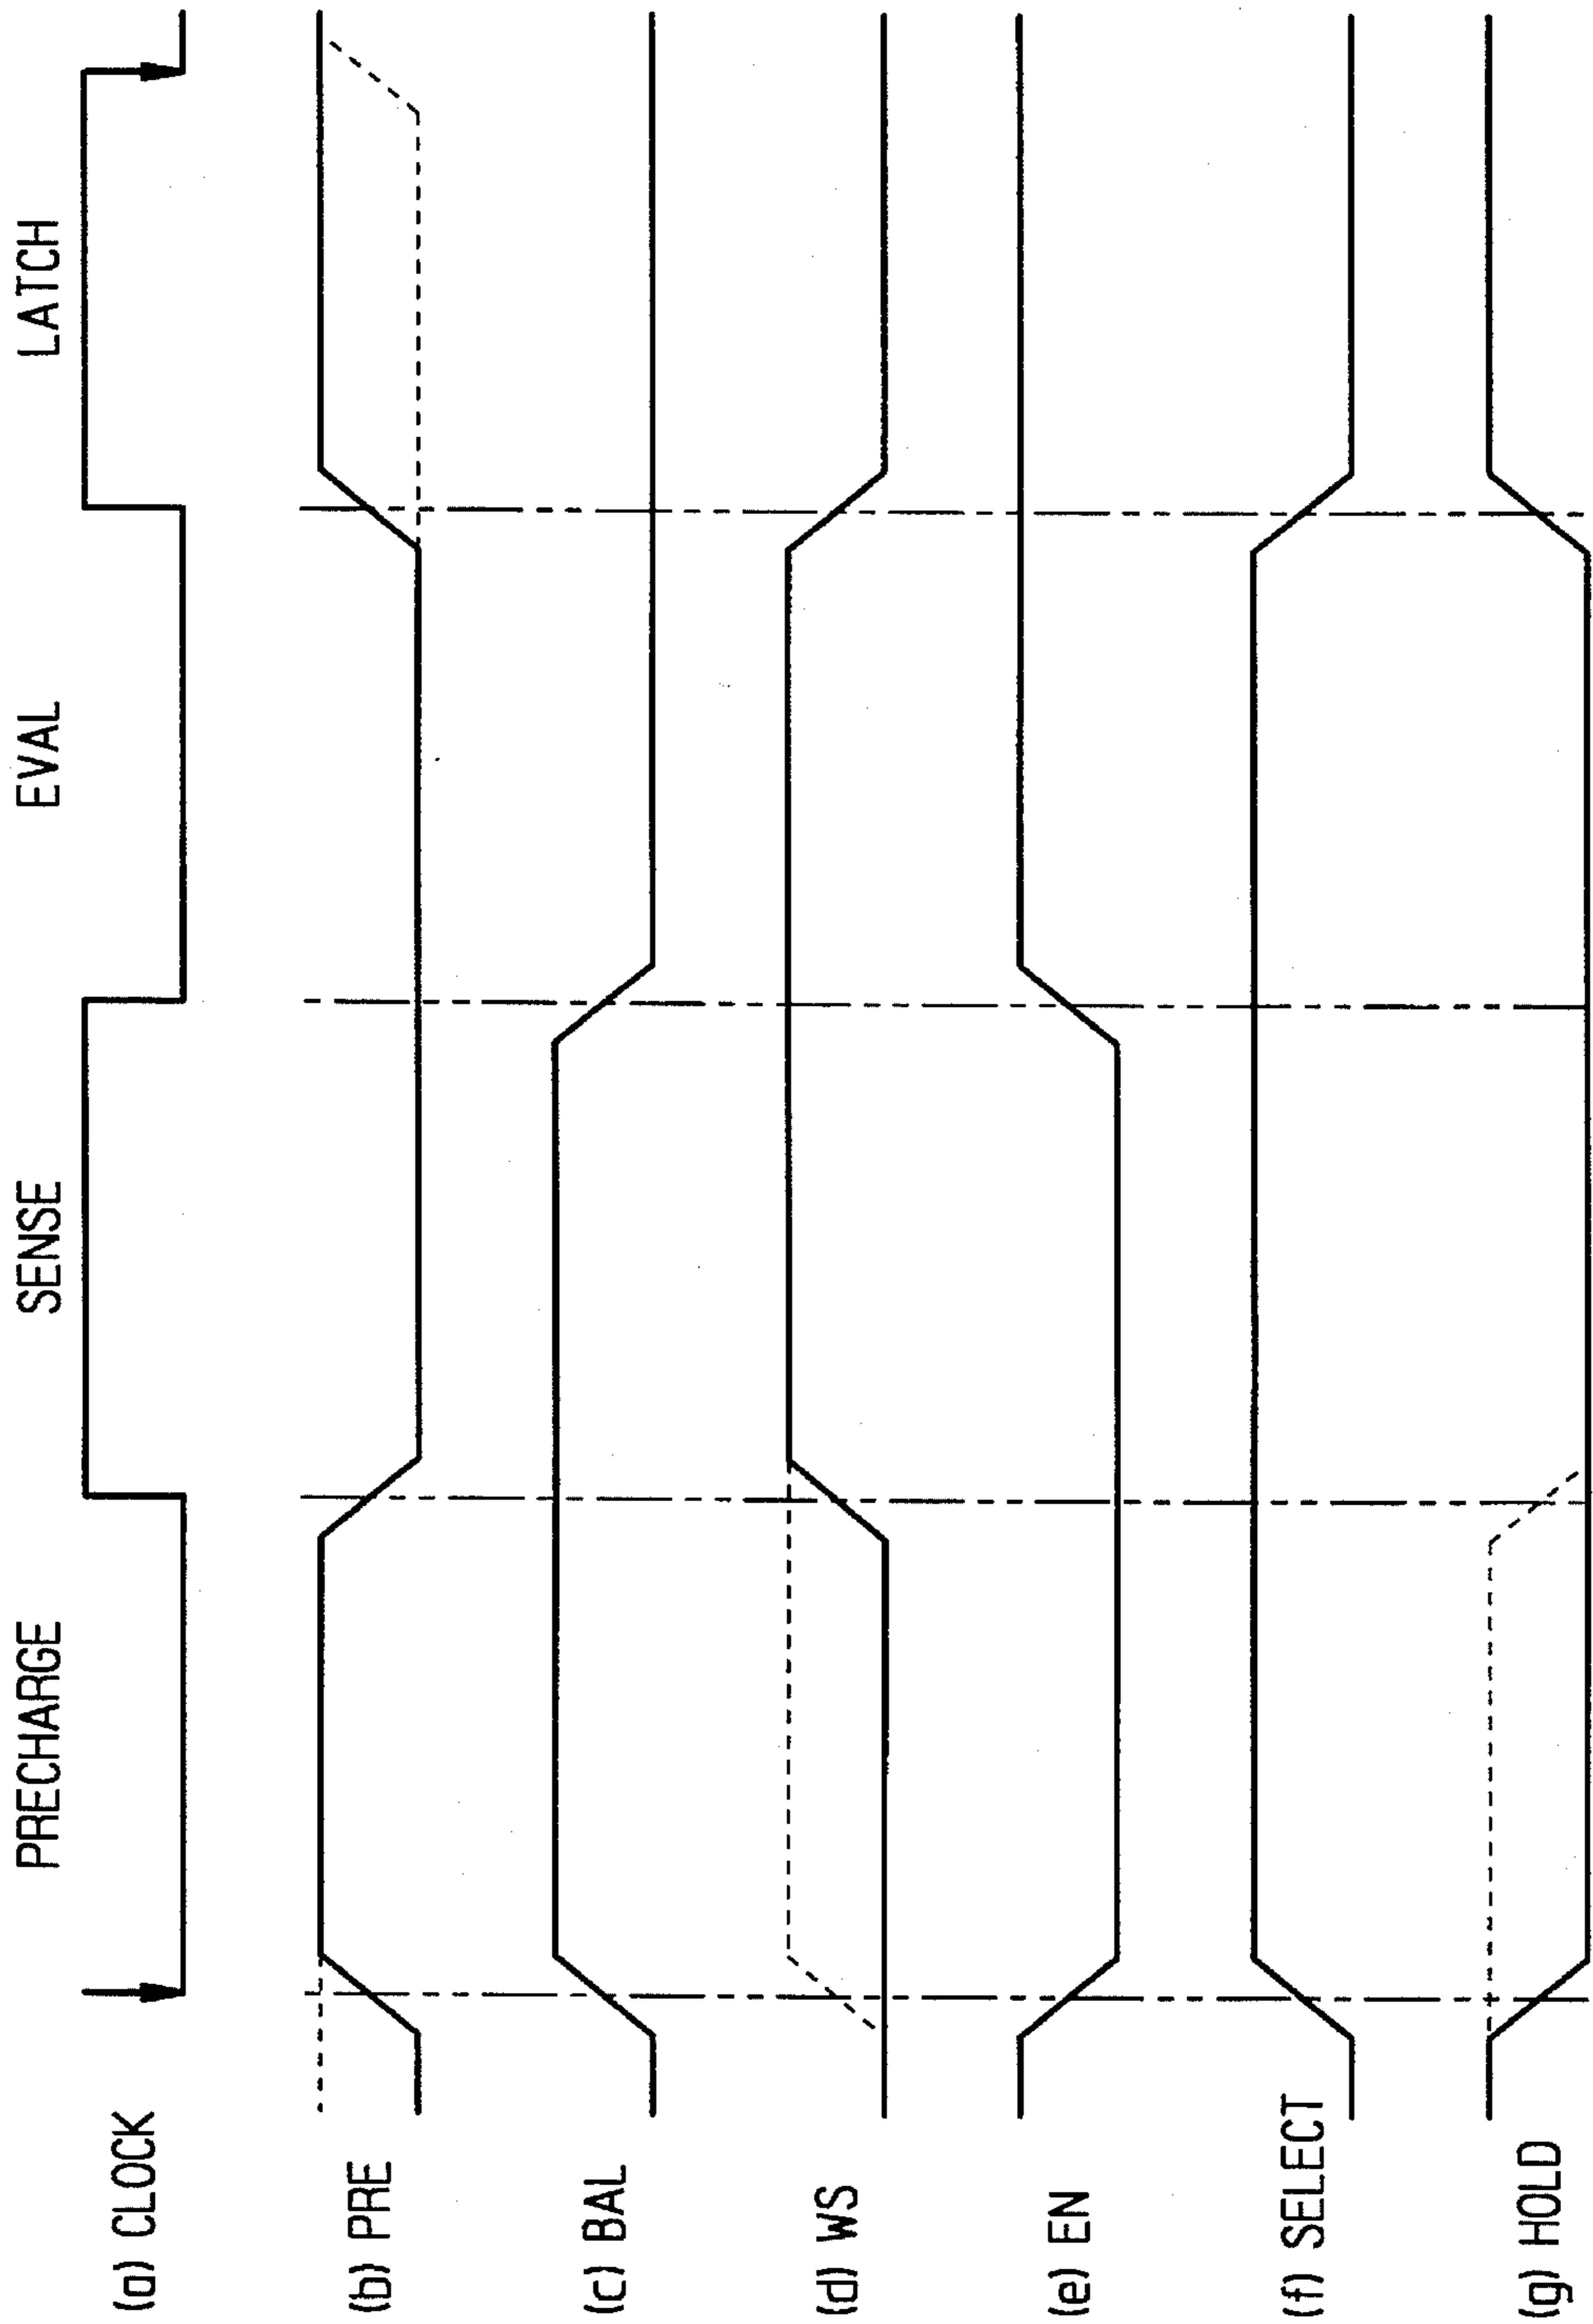 PRECHARGE SENSE EVAL LATCH
(a) CLOCK
(b) PRE
(c) BAL
(d) WS
(e) EN
(f) SELECT
(g) HOLD